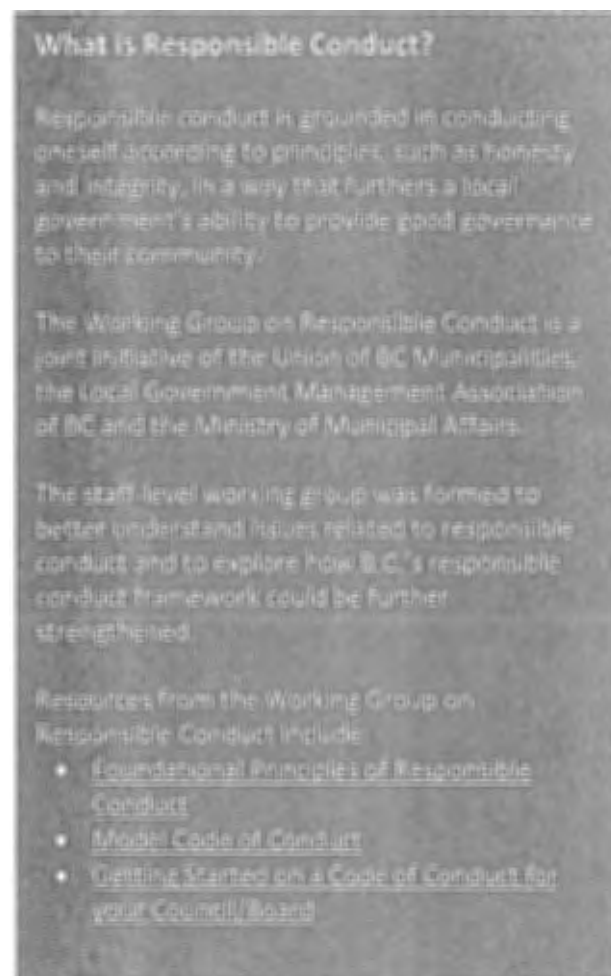 What is Responsible Conduct?
Responsible conduct is grounded in conducting
oneself according to principles, such as honesty
and integrity, in a way that furthers a local
government's ability to provide good governance
to their community.
The Working Group on Responsible Conduct is a
joint initiative of the Union of BC Municipalities,
the Local Government Management Association
of BC and the Ministry of Municipal Affairs.
The staff-level working group was formed to
better understand issues related to responsible
conduct and to explore how B.C.'s responsible
conduct framework could be further
strengthened.
Resources from the Working Group on
Responsible Conduct include
• Foundational Principles of Responsible
Conduct
• Model Code of Conduct
• Getting Started on a Code of Conduct for
your Council/Board